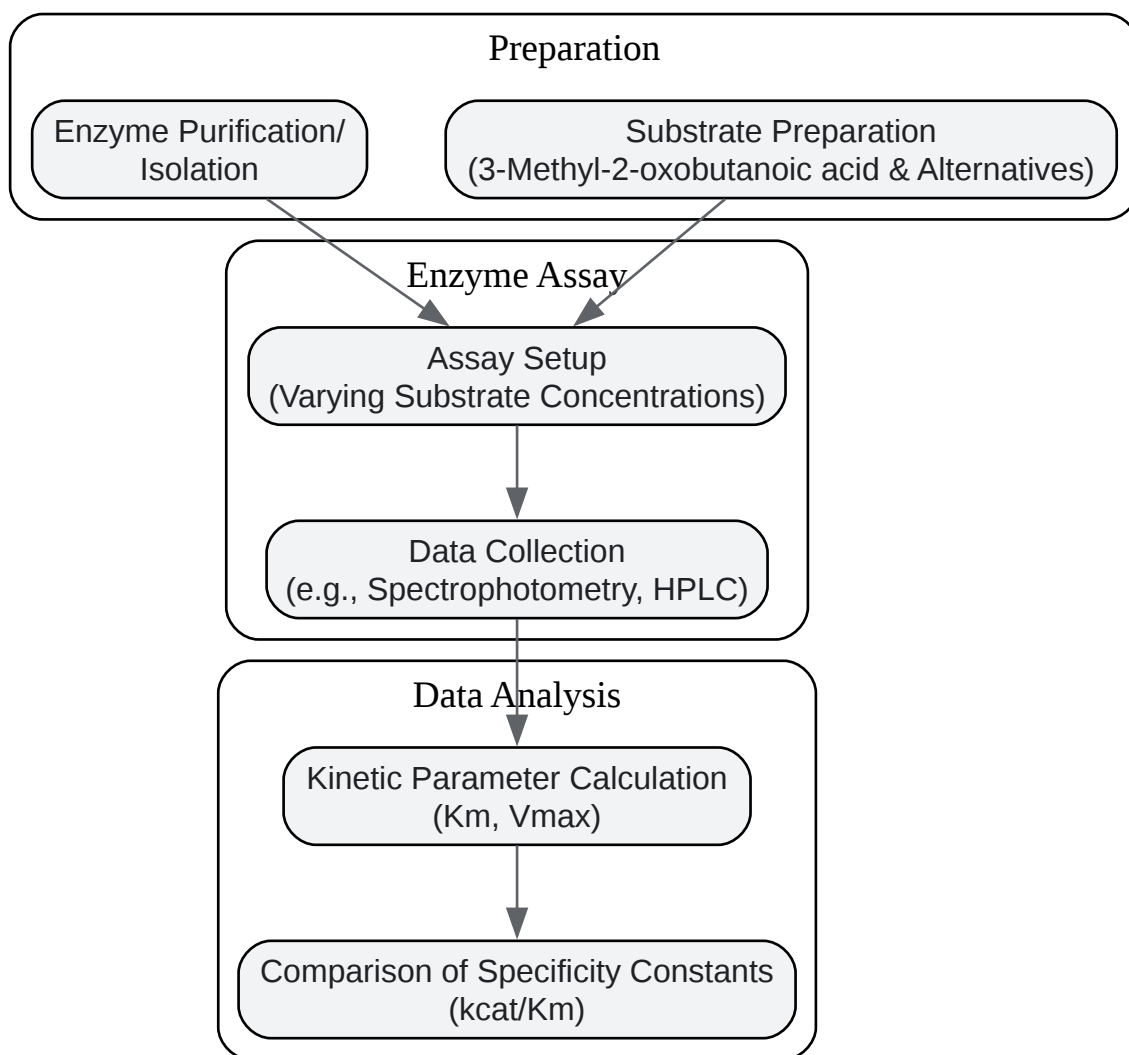 Preparation
Enzyme Purification/
Isolation
Substrate Preparation
(3-Methyl-2-oxobutanoic acid & Alternatives)
Enzyme Assay
Assay Setup
(Varying Substrate Concentrations)
Data Collection
(e.g., Spectrophotometry, HPLC)
Data Analysis
Kinetic Parameter Calculation
(Km, Vmax)
Comparison of Specificity Constants
(kcat/Km)